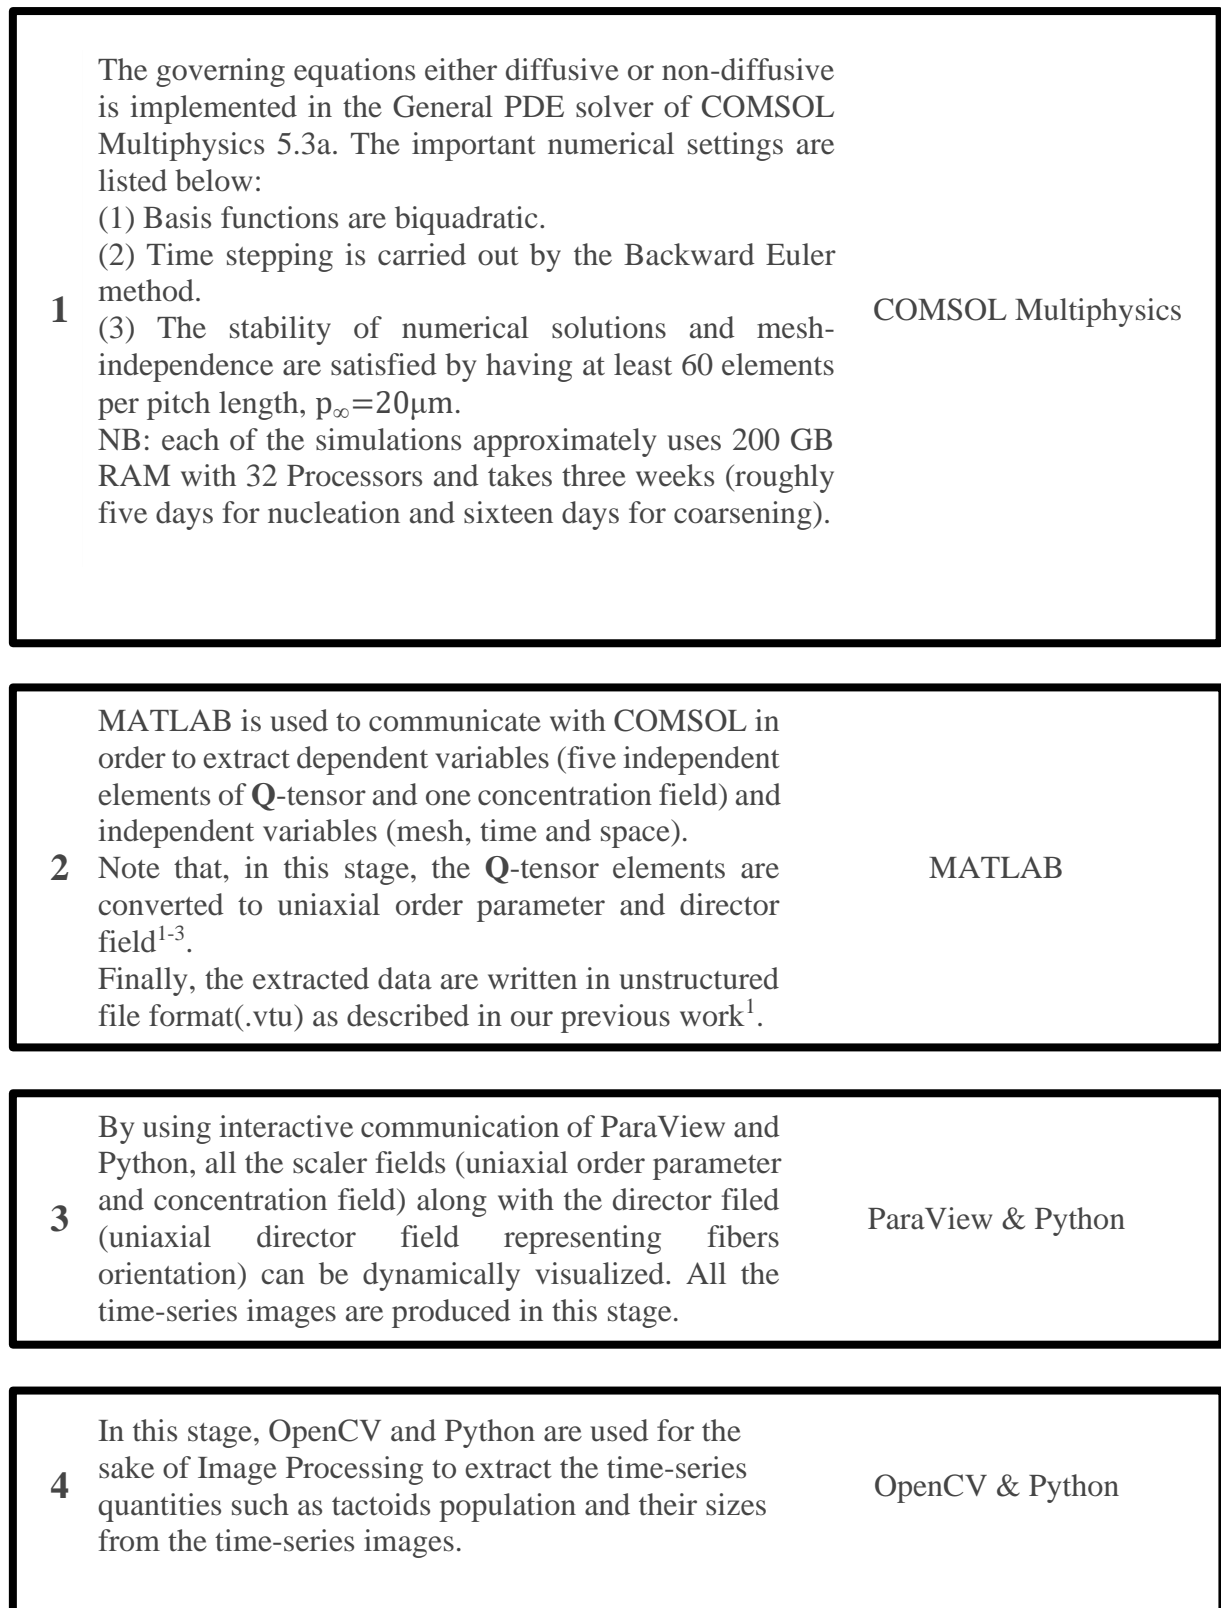 The governing equations either diffusive or non-diffusive
is implemented in the General PDE solver of COMSOL
Multiphysics 5.3a. The important numerical settings are
listed below:
(1) Basis functions are biquadratic.
(2) Time stepping is carried out by the Backward Euler
method.
1
(3) The stability of numerical solutions and mesh-
independence are satisfied by having at least 60 elements
per pitch length, p∞=20μm.
NB: each of the simulations approximately uses 200 GB
RAM with 32 Processors and takes three weeks (roughly
five days for nucleation and sixteen days for coarsening).
COMSOL Multiphysics
MATLAB is used to communicate with COMSOL in
order to extract dependent variables (five independent
elements of Q-tensor and one concentration field) and
independent variables (mesh, time and space).
2
Note that, in this stage, the Q-tensor elements are
converted to uniaxial order parameter and director
field1-3.
Finally, the extracted data are written in unstructured
file format(.vtu) as described in our previous work1.
MATLAB
By using interactive communication of ParaView and
Python, all the scaler fields (uniaxial order parameter
and concentration field) along with the director filed
3
(uniaxial director field representing fibers
orientation) can be dynamically visualized. All the
time-series images are produced in this stage.
ParaView & Python
In this stage, OpenCV and Python are used for the
sake of Image Processing to extract the time-series
4
quantities such as tactoids population and their sizes
from the time-series images.
OpenCV & Python